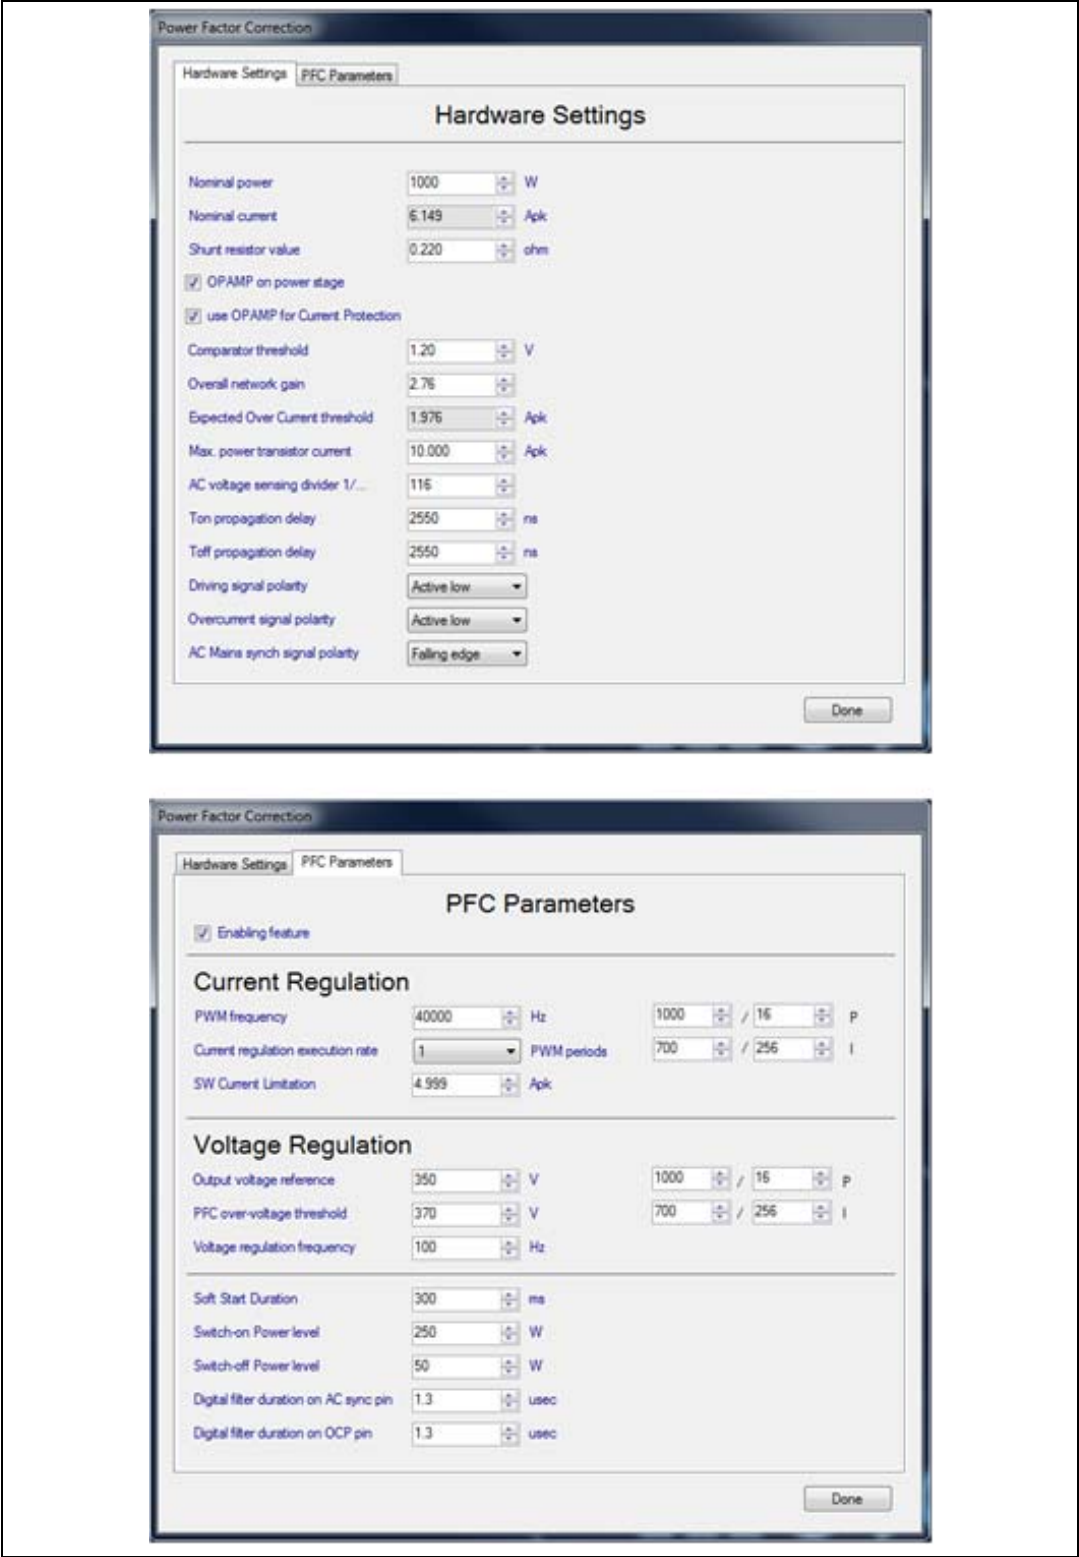 Power Factor Correction
Hardware Settings PFC Parameters
Hardware Settings
Nominal power 1000 W
Nominal current 6.149 Apk
Shunt resistor value 0.220 ohm
OPAMP on power stage
use OPAMP for Current Protection
Comparator threshold 1.20 V
Overall network gain 2.76
Expected Over Current threshold 1.976 Apk
Max. power transistor current 10.000 Apk
AC voltage sensing divider 1/... 116
Ton propagation delay 2550 ns
Toff propagation delay 2550 ns
Driving signal polarty Active low
Overcurrent signal polarity Active low
AC Mains synch signal polarity Falling edge
Done
Power Factor Correction
Hardware Settings PFC Parameters
PFC Parameters
Enabling feature
Current Regulation
PWM frequency 40000 Hz 1000 / 16 P
Current regulation execution rate 1 PWM periods 700 / 256 I
SW Current Limitation 4.999 Apk
Voltage Regulation
Output voltage reference 350 V 1000 / 16 P
PFC over-voltage threshold 370 V 700 / 256 I
Voltage regulation frequency 100 Hz
Soft Start Duration 300 ms
Switch-on Power level 250 W
Switch-off Power level 50 W
Digital filter duration on AC sync pin 1.3 usec
Digital filter duration on OCP pin 1.3 usec
Done